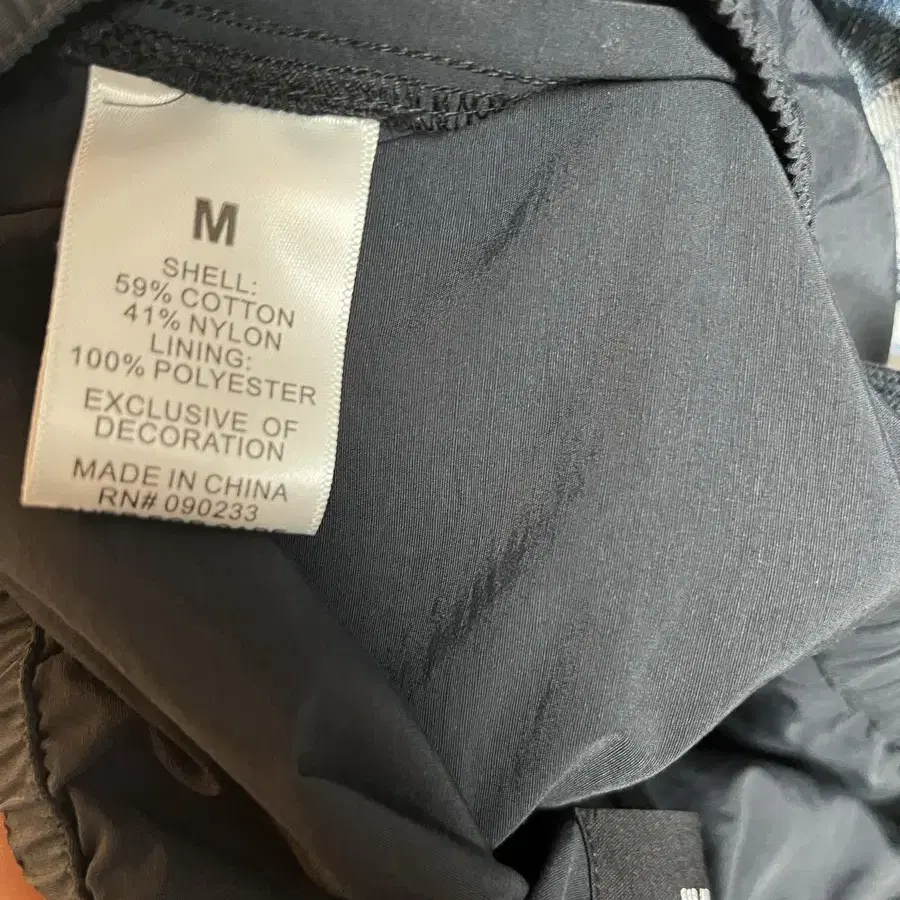 M
SHELL:
59% COTTON
41% NYLON
LINING:
100% POLYESTER
EXCLUSIVE OF
DECORATION
MADE IN CHINA
RN# 090233